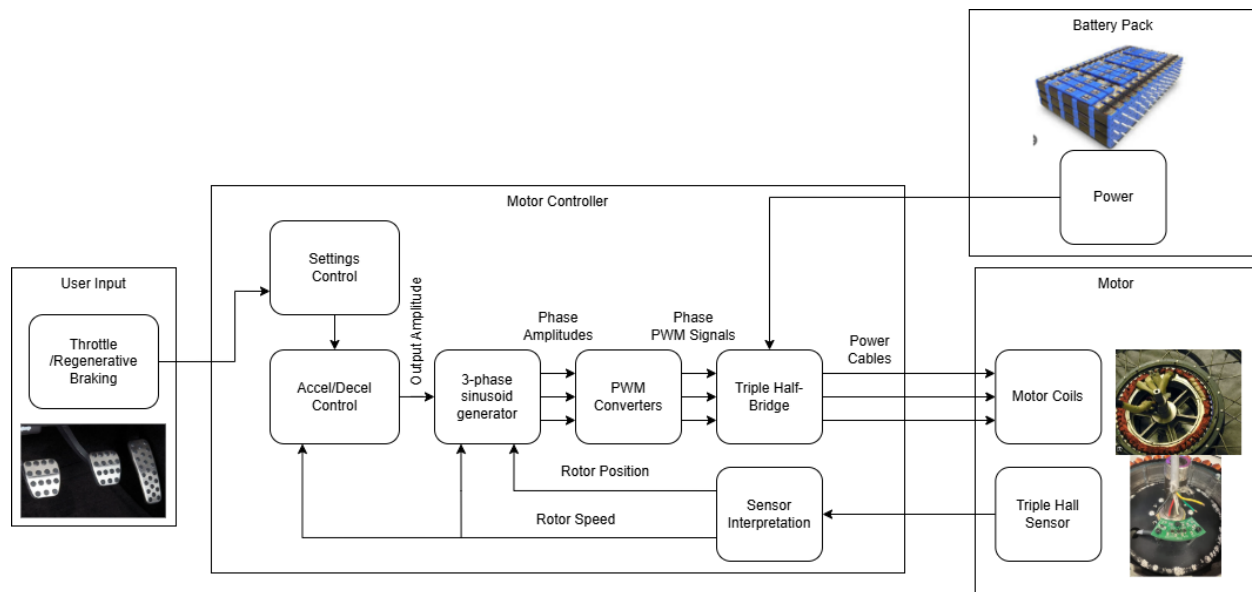 Battery Pack
Power
Motor Controller
Settings
Control
User Input
Throttle
/Regenerative
Braking
Output Amplitude
Accel/Decel
Control
3-phase
sinusoid
generator
Phase
Amplitudes
PWM
Converters
Phase
PWM Signals
Triple Half-
Bridge
Power
Cables
Motor
Motor Coils
Rotor Position
Rotor Speed
Sensor
Interpretation
Triple Hall
Sensor